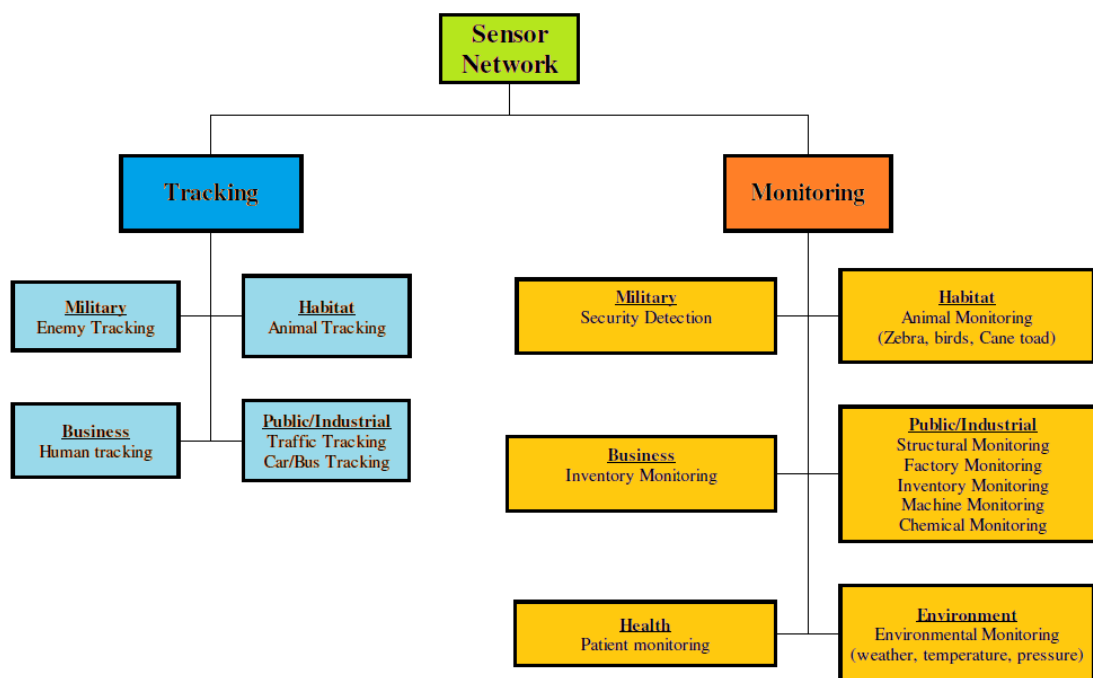 Sensor
Network
Tracking
Monitoring
Military
Enemy Tracking
Habitat
Animal Tracking
Business
Human tracking
Public/Industrial
Traffic Tracking
Car/Bus Tracking
Military
Security Detection
Habitat
Animal Monitoring
(Zebra, birds, Cane toad)
Business
Inventory Monitoring
Public/Industrial
Structural Monitoring
Factory Monitoring
Inventory Monitoring
Machine Monitoring
Chemical Monitoring
Health
Patient monitoring
Environment
Environmental Monitoring
(weather, temperature, pressure)